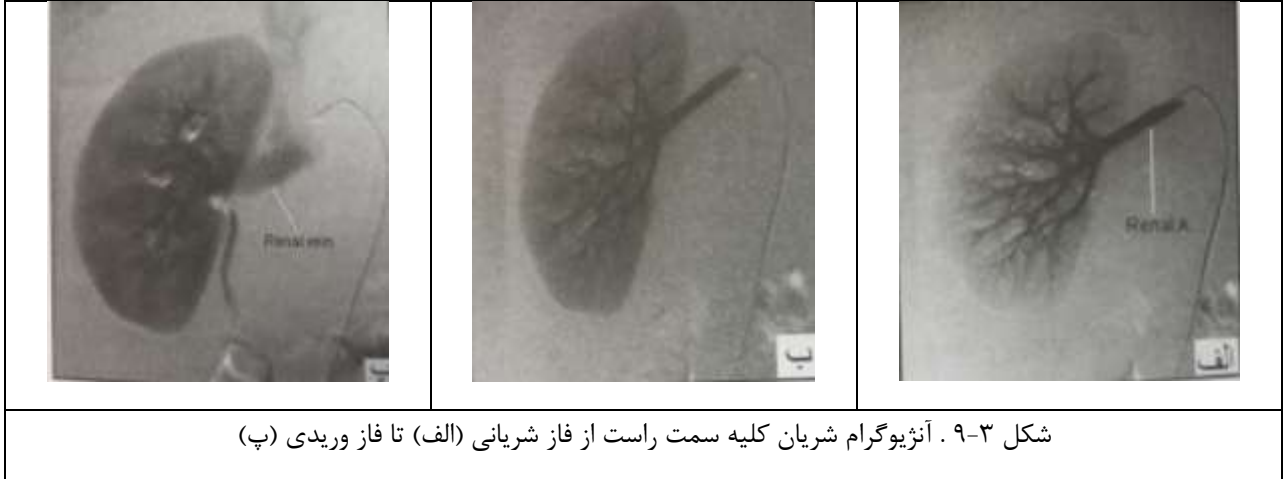 الف
Renal A.
ب
Renal vein
شکل ۳-۹ . آنژیوگرام شریان کلیه سمت راست از فاز شریانی (الف) تا فاز وریدی (پ)